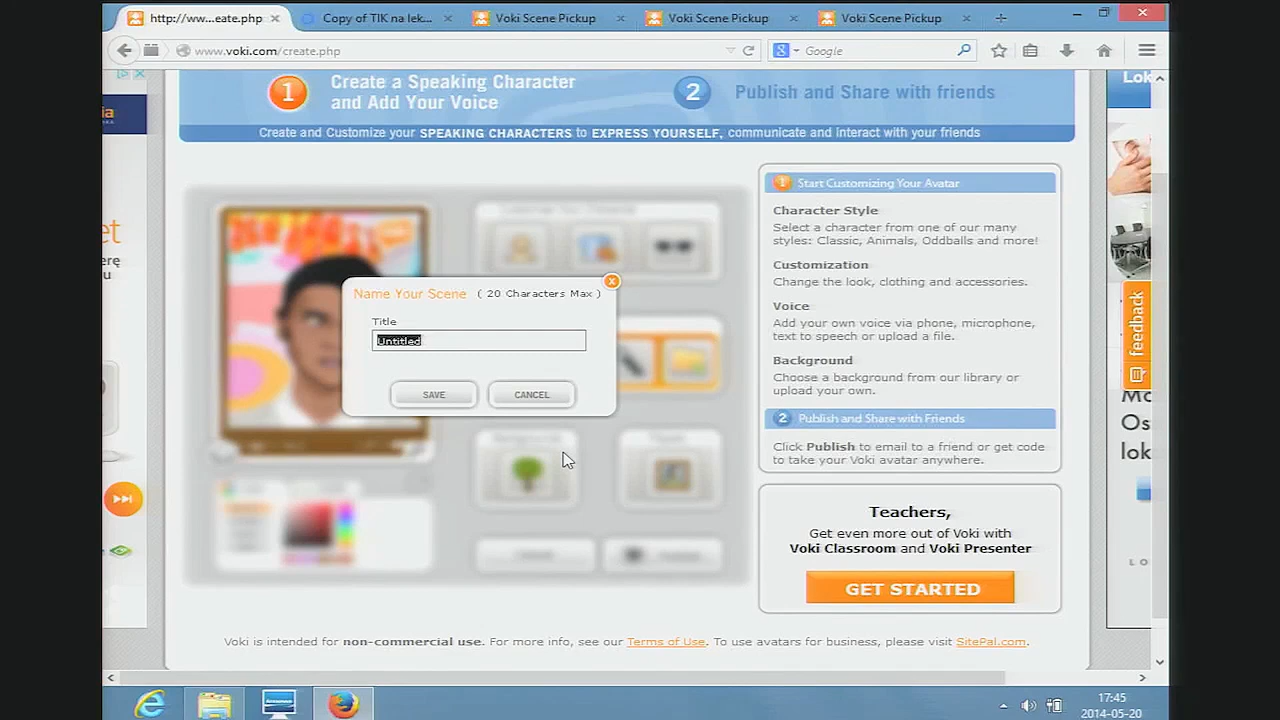 http://ww...eate.php
Copy of TIK na lek...
Voki Scene Pickup
Voki Scene Pickup
Voki Scene Pickup
www.voki.com/create.php
Google
1 Create a Speaking Character
and Add Your Voice
2 Publish and Share with friends
Create and Customize your SPEAKING CHARACTERS to EXPRESS YOURSELF, communicate and interact with your friends
Name Your Scene ( 20 Characters Max )
Title
Untitled
SAVE
CANCEL
1 Start Customizing Your Avatar
Character Style
Select a character from one of our many
styles: Classic, Animals, Oddballs and more!
Customization
Change the look, clothing and accessories.
Voice
Add your own voice via phone, microphone,
text to speech or upload a file.
Background
Choose a background from our library or
upload your own.
2 Publish and Share with Friends
Click Publish to email to a friend or get code
to take your Voki avatar anywhere.
Teachers,
Get even more out of Voki with
Voki Classroom and Voki Presenter
GET STARTED
feedback
Voki is intended for non-commercial use. For more info, see our Terms of Use. To use avatars for business, please visit SitePal.com.
17:45
2014-05-20